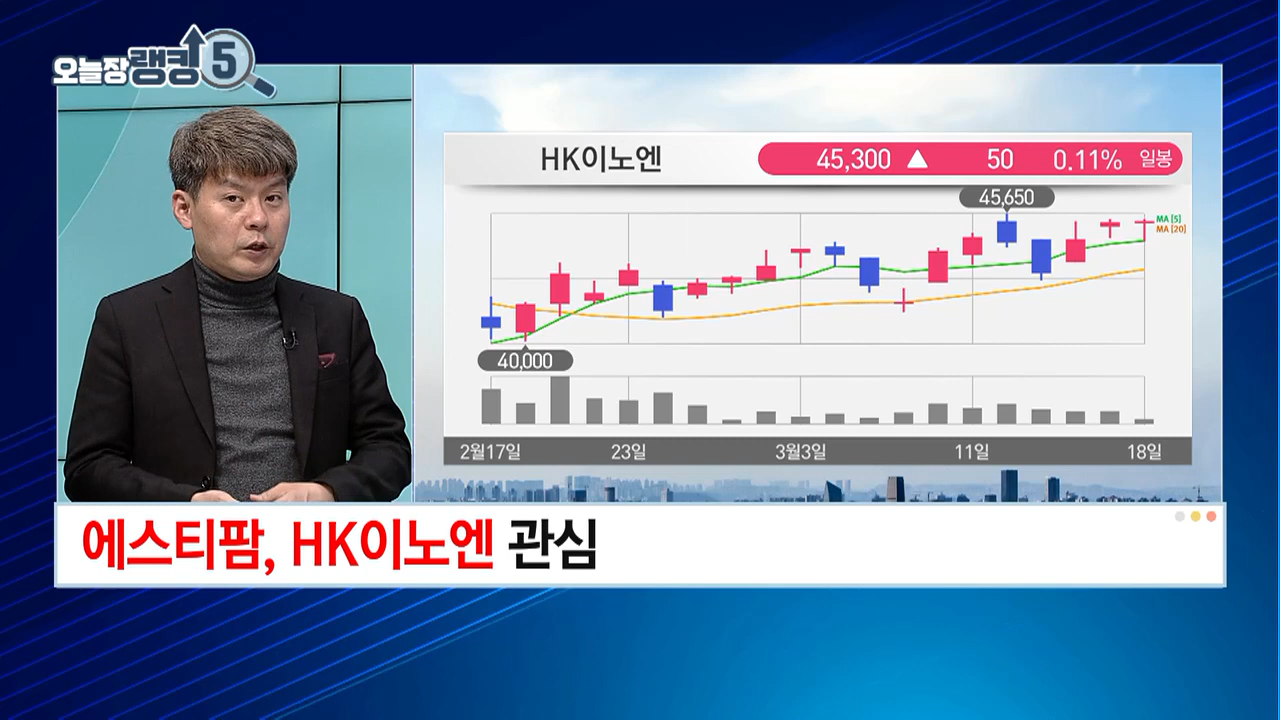 오늘장 랭킹 5
HK이노엔
45,300 ▲ 50 0.11% 일봉
45,650
MA [5]
MA [20]
40,000
2월17일 23일 3월3일 11일 18일
에스티팜, HK이노엔 관심